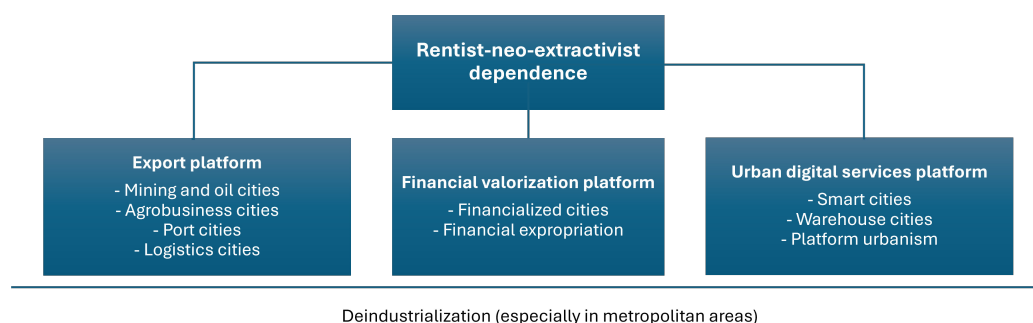 Rentist-neo-extractivist
dependence
Export platform
- Mining and oil cities
- Agrobusiness cities
- Port cities
- Logistics cities
Financial valorization platform
- Financialized cities
- Financial expropriation
Urban digital services platform
- Smart cities
- Warehouse cities
- Platform urbanism
Deindustrialization (especially in metropolitan areas)